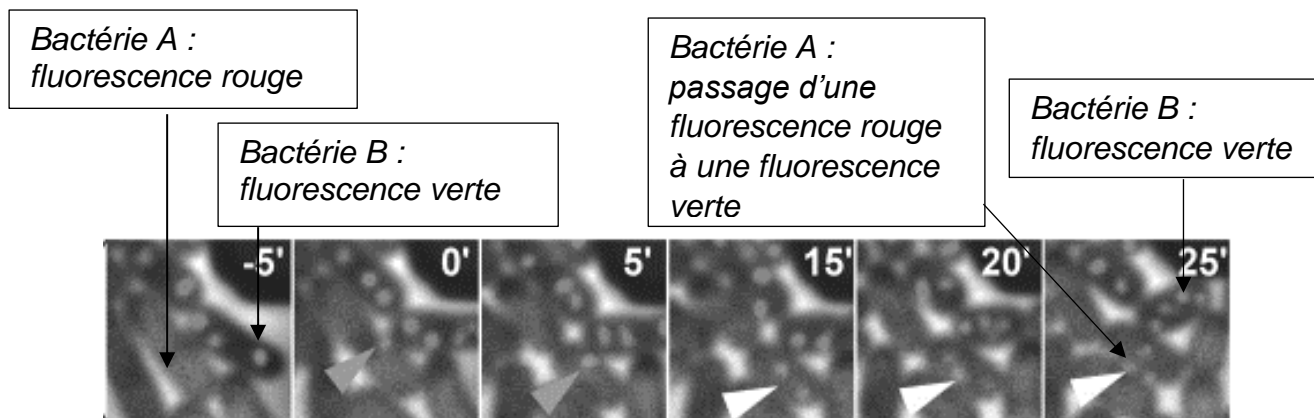 Bactérie A :
fluorescence rouge
Bactérie B :
fluorescence verte
Bactérie A :
passage d'une
fluorescence rouge
à une fluorescence
verte
Bactérie B :
fluorescence verte
-5'
0'
5'
15'
20'
25'